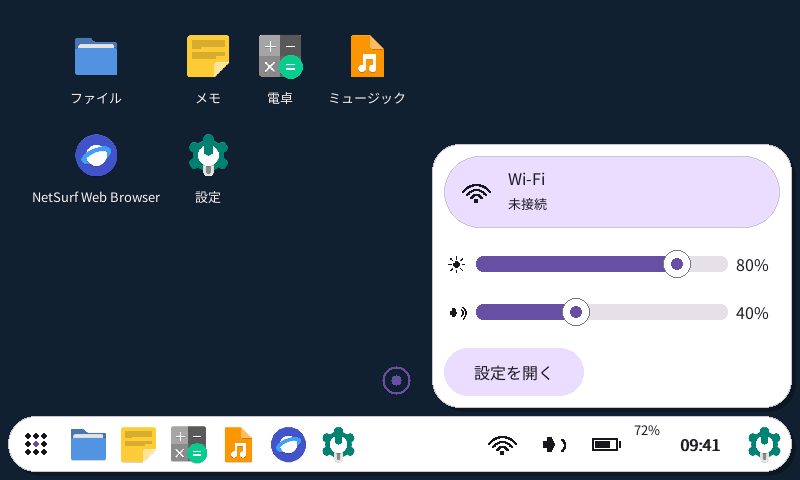 ファイル
メモ
電卓
ミュージック
NetSurf Web Browser
設定
Wi-Fi
未接続
80%
40%
設定を開く
72%
09:41